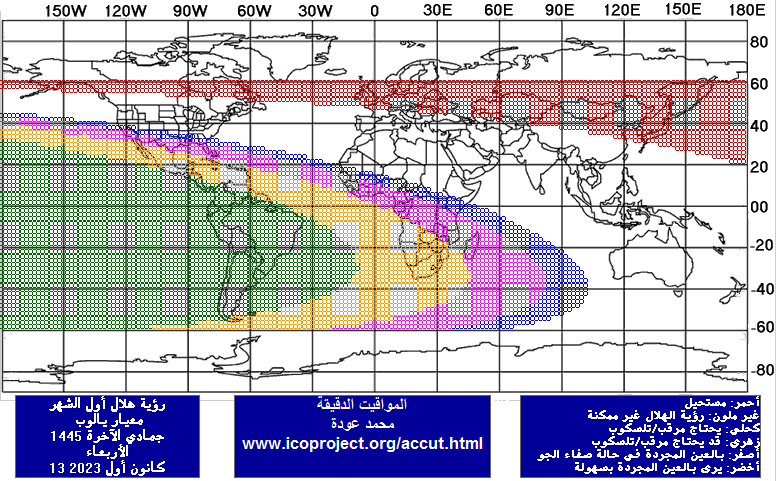 150W 120W 90W 60W 30W 0 30E 60E 90E 120E 150E 180E
80
60
40
20
00
-20
-40
-60
-80
رؤية هلال أول الشهر
معيار يالوب
جمادي الآخرة 1445
الأربعاء
13 كانون أول 2023
المواقيت الدقيقة
محمد عودة
www.icoproject.org/accut.html
أحمر: مستحيل
غير ملون: رؤية الهلال غير ممكنة
كحلي: يحتاج مرقب/تلسكوب
زهري: قد يحتاج مرقب/تلسكوب
أصفر: بالعين المجردة في حالة صفاء الجو
أخضر: يرى بالعين المجردة بسهولة